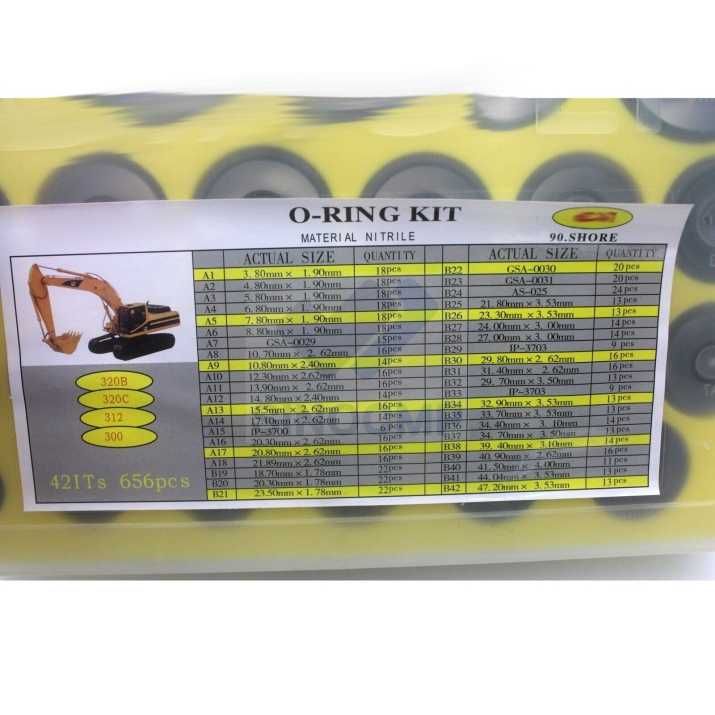 O-RING KIT
MATERIAL NITRILE
90.SHORE
320B
320C
312
300
42ITs 656pcs
ACTUAL SIZE QUANTITY
A1 3.80mm× 1.90mm 18pcs
A2 4.80mm× 1.90mm 18pcs
A3 5.80mm× 1.90mm 18pcs
A4 6.80mm× 1.90mm 18pcs
A5 7.80mm× 1.90mm 18pcs
A6 8.80mm× 1.90mm 18pcs
A7 GSA-0029 15pcs
A8 10.70mm× 2.62mm 16pcs
A9 10.80mm×2.40mm 14pcs
A10 12.30mm×2.62mm 16pcs
A11 13.90mm× 2.62mm 16pcs
A12 14.80mm×2.40mm 14pcs
A13 15.5mm× 2.62mm 16pcs
A14 17.10mm× 2.62mm 14pcs
A15 IP-3700 6pcs
A16 20.30mm× 2.62mm 16pcs
A17 20.80mm× 2.62mm 16pcs
A18 21.89mm× 2.62mm 16pcs
B19 18.70mm×1.78mm 22pcs
B20 20.30mm×1.78mm 22pcs
B21 23.50mm×1.78mm 22pcs
ACTUAL SIZE QUANTITY
B22 GSA-0030 20pcs
B23 GSA-0031 20pcs
B24 AS-025 24pcs
B25 21.80mm× 3.53mm 13pcs
B26 23.30mm× 3.53mm 13pcs
B27 24.00mm× 3.00mm 14pcs
B28 27.00mm× 3.00mm 14pcs
B29 IP-3703 9pcs
B30 29.80mm× 2.62mm 16pcs
B31 31.40mm× 2.62mm 16pcs
B32 29.70mm×3.50mm 13pcs
B33 IP-3703 9pcs
B34 32.90mm× 3.53mm 13pcs
B35 33.70mm× 3.53mm 13pcs
B36 34.40mm× 3.10mm 14pcs
B37 34.70mm× 3.50mm 13pcs
B38 39.40mm× 3.10mm 14pcs
B39 40.90mm× 2.62mm 16pcs
B40 41.50mm× 4.00mm 11pcs
B41 44.04mm× 3.53mm 13pcs
B42 47.20mm× 3.53mm 13pcs